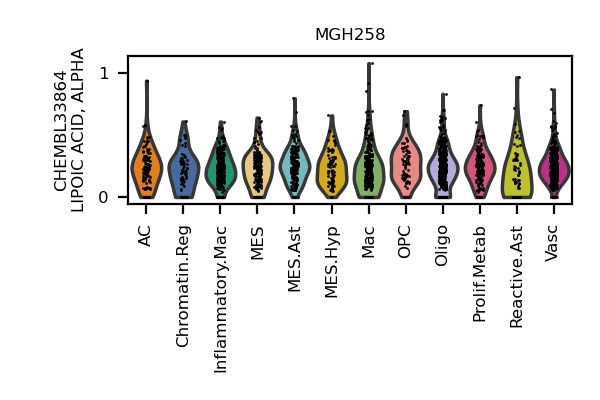 MGH258
CHEMBL33864
LIPOIC ACID, ALPHA
1
0
AC
Chromatin.Reg
Inflammatory.Mac
MES
MES.Ast
MES.Hyp
Mac
OPC
Oligo
Prolif.Metab
Reactive.Ast
Vasc